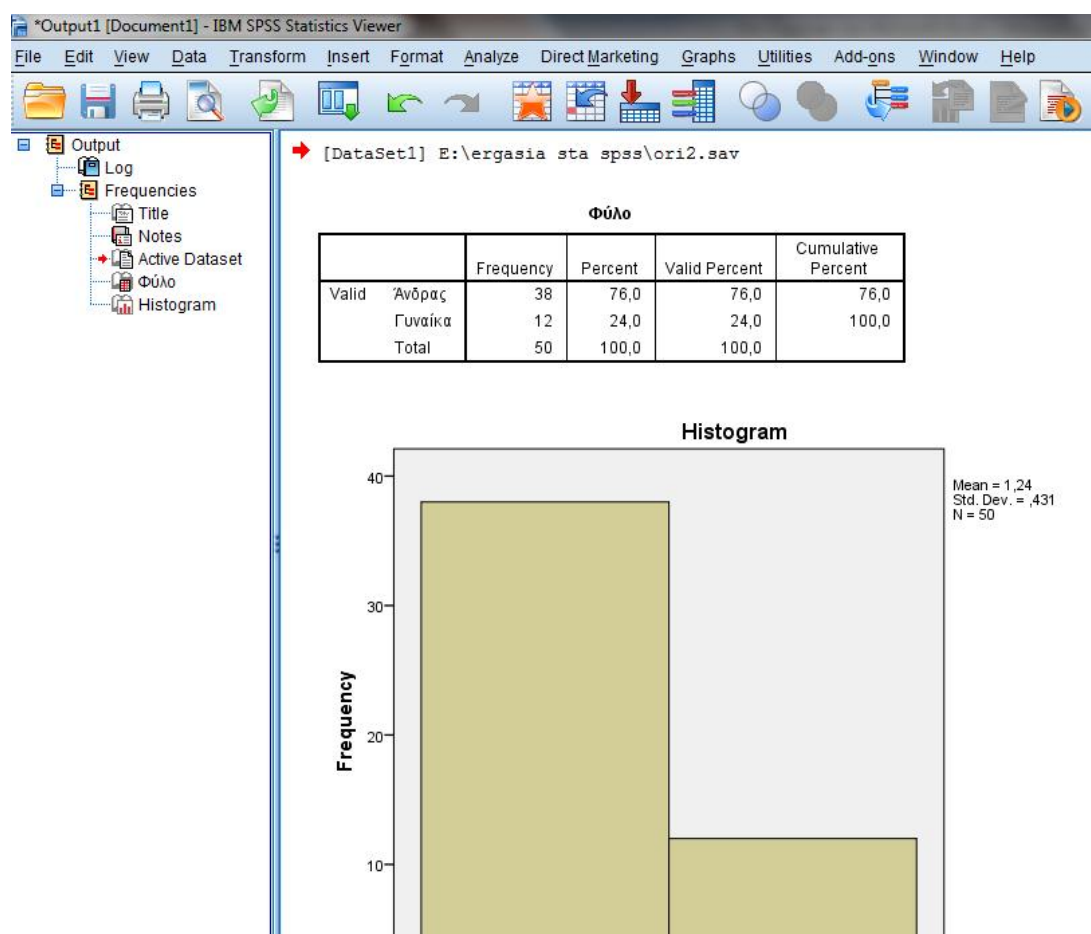 *Output1 [Document1] - IBM SPSS Statistics Viewer
File Edit View Data Transform Insert Format Analyze Direct Marketing Graphs Utilities Add-ons Window Help
Output
Log
Frequencies
Title
Notes
Active Dataset
Φύλο
Histogram
[DataSet1] E:\ergasia sta spss\ori2.sav
Φύλο
Frequency Percent Valid Percent Cumulative Percent
Valid Άνδρας 38 76,0 76,0 76,0
Γυναίκα 12 24,0 24,0 100,0
Total 50 100,0 100,0
Histogram
Mean = 1,24
Std. Dev. = ,431
N = 50
Frequency
40
30
20
10